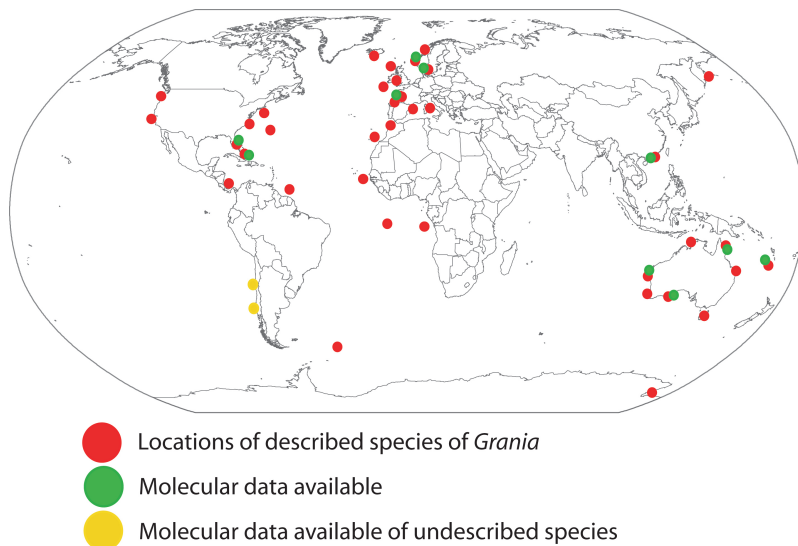 Locations of described species of Grania
Molecular data available
Molecular data available of undescribed species